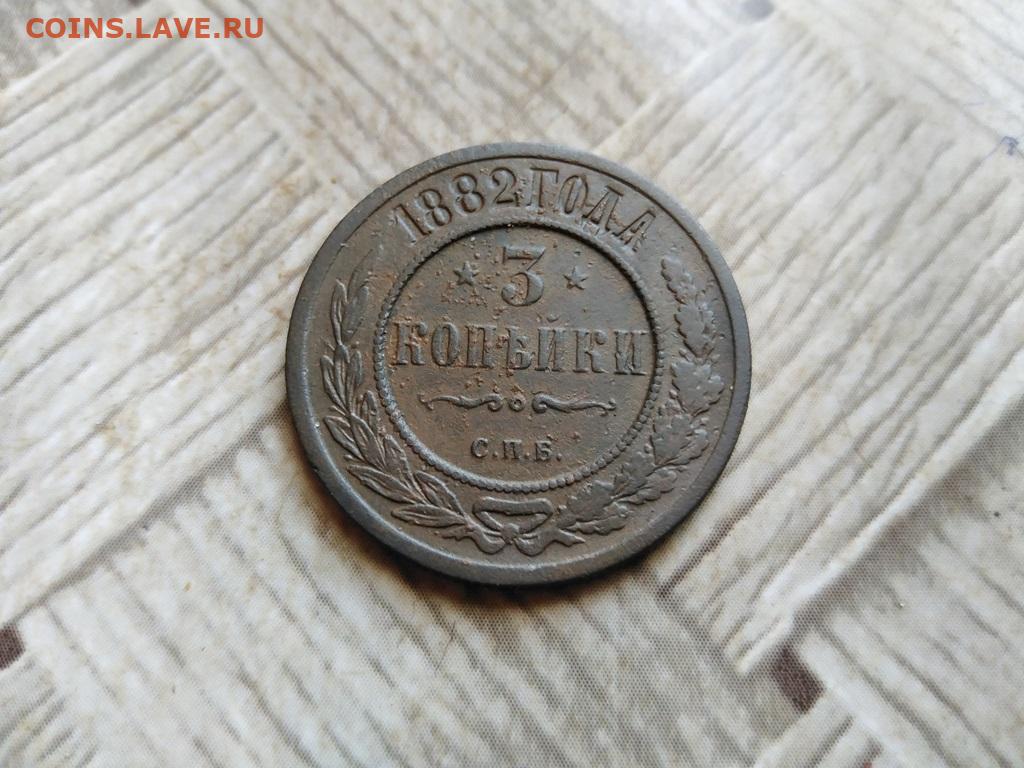 COINS.LAVE.RU
1882 ГОДА
3
КОПѢЙКИ
С.П.Б.